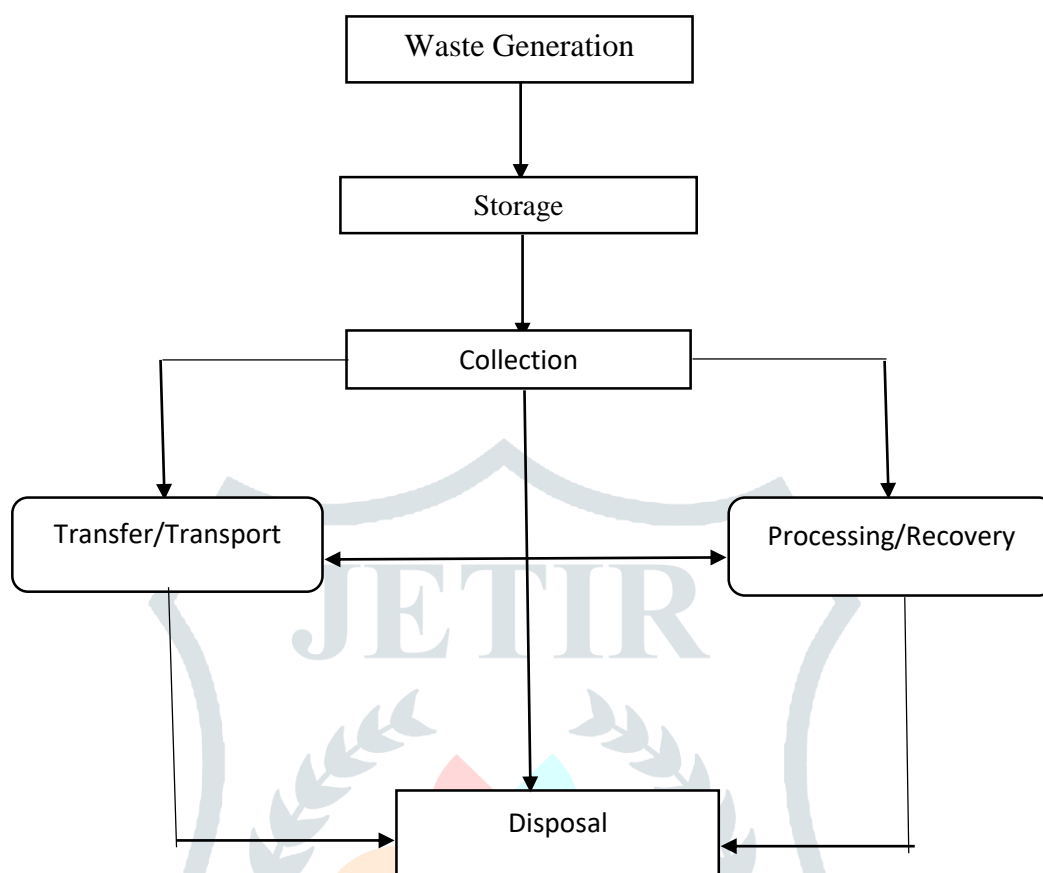 Waste Generation
Storage
Collection
Transfer/Transport
Processing/Recovery
JETIR
Disposal